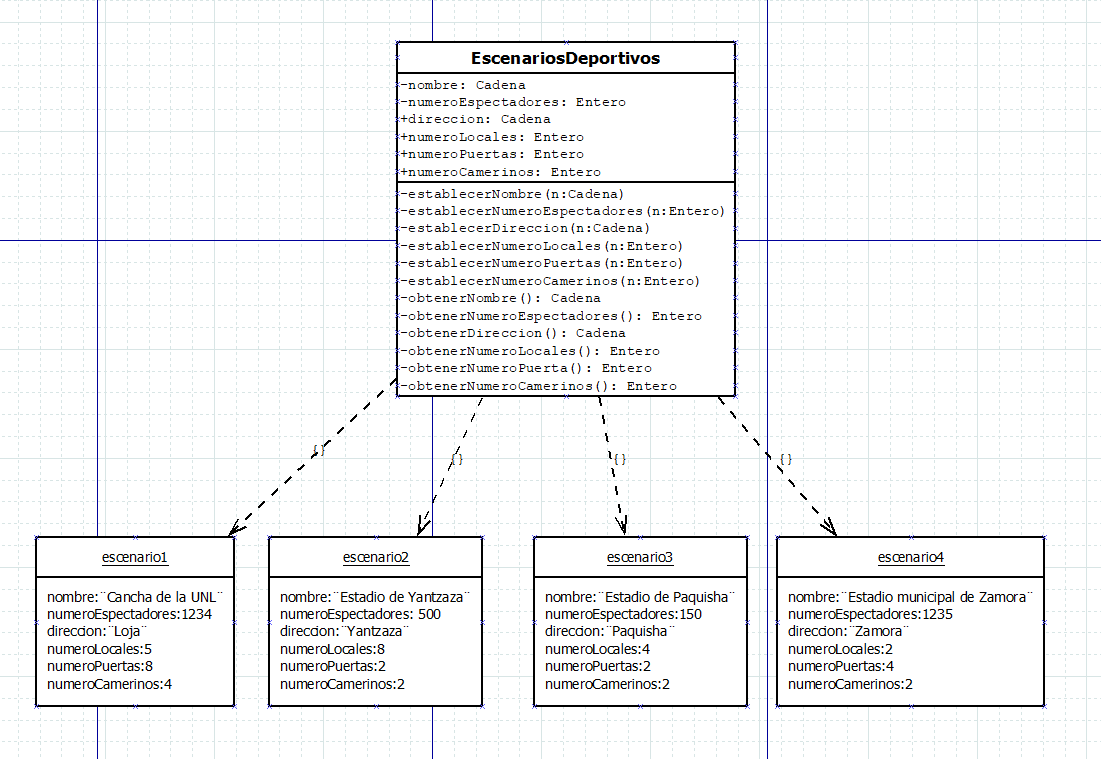 EscenariosDeportivos
-nombre: Cadena
-numeroEspectadores: Entero
+direccion: Cadena
+numeroLocales: Entero
+numeroPuertas: Entero
+numeroCamerinos: Entero
-establecerNombre(n:Cadena)
-establecerNumeroEspectadores(n:Entero)
-establecerDireccion(n:Cadena)
-establecerNumeroLocales(n:Entero)
-establecerNumeroPuertas(n:Entero)
-establecerNumeroCamerinos(n:Entero)
-obtenerNombre(): Cadena
-obtenerNumeroEspectadores(): Entero
-obtenerDireccion(): Cadena
-obtenerNumeroLocales(): Entero
-obtenerNumeroPuerta(): Entero
-obtenerNumeroCamerinos(): Entero
{}
{}
{}
{}
escenario1
nombre:¨Cancha de la UNL¨
numeroEspectadores:1234
direccion:¨Loja¨
numeroLocales:5
numeroPuertas:8
numeroCamerinos:4
escenario2
nombre:¨Estadio de Yantzaza¨
numeroEspectadores: 500
direccion:¨Yantzaza¨
numeroLocales:8
numeroPuertas:2
numeroCamerinos:2
escenario3
nombre:¨Estadio de Paquisha¨
numeroEspectadores:150
direccion:¨Paquisha¨
numeroLocales:4
numeroPuertas:2
numeroCamerinos:2
escenario4
nombre:¨Estadio municipal de Zamora¨
numeroEspectadores:1235
direccion:¨Zamora¨
numeroLocales:2
numeroPuertas:4
numeroCamerinos:2